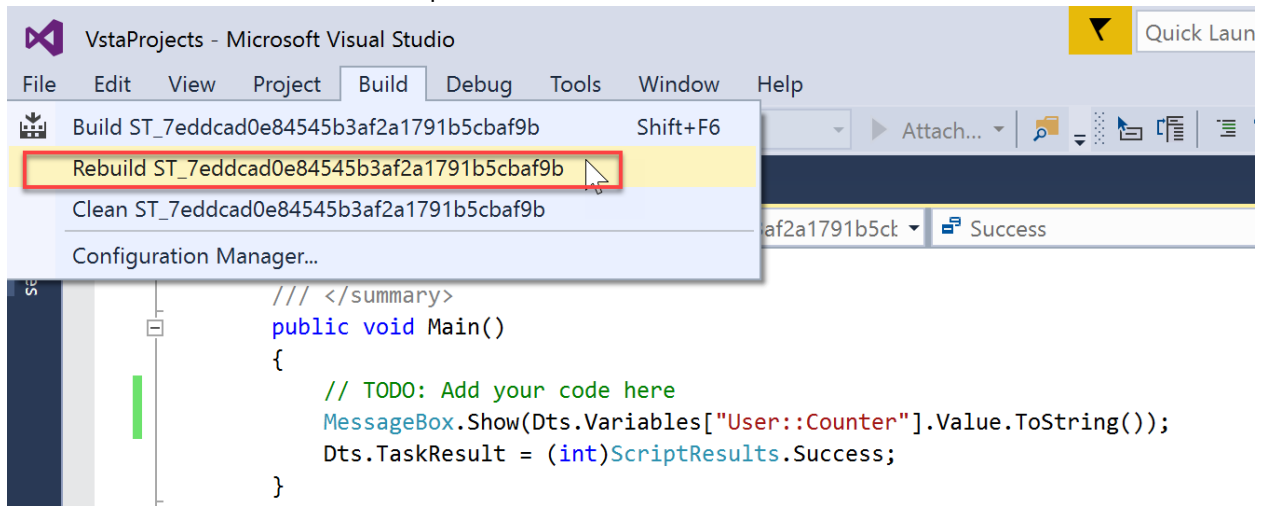 VstaProjects - Microsoft Visual Studio
Quick Laun
File Edit View Project Build Debug Tools Window Help
Build ST_7eddcad0e84545b3af2a1791b5cbaf9b Shift+F6
Attach...
Rebuild ST_7eddcad0e84545b3af2a1791b5cbaf9b
Clean ST_7eddcad0e84545b3af2a1791b5cbaf9b
af2a1791b5ck Success
Configuration Manager...
/// </summary>
public void Main()
{
// TODO: Add your code here
MessageBox.Show(Dts.Variables["User::Counter"].Value.ToString());
Dts.TaskResult = (int)ScriptResults.Success;
}